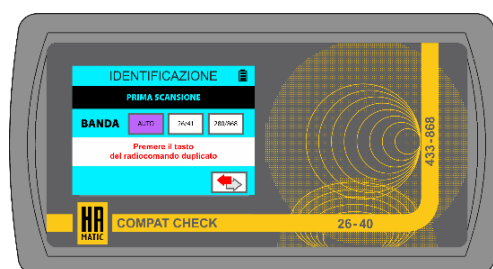 IDENTIFICAZIONE
PRIMA SCANSIONE
BANDA AUTO 26/41 280/868
Premere il tasto
del radiocomando duplicato
433-868
HR
MATIC
COMPAT CHECK 26-40